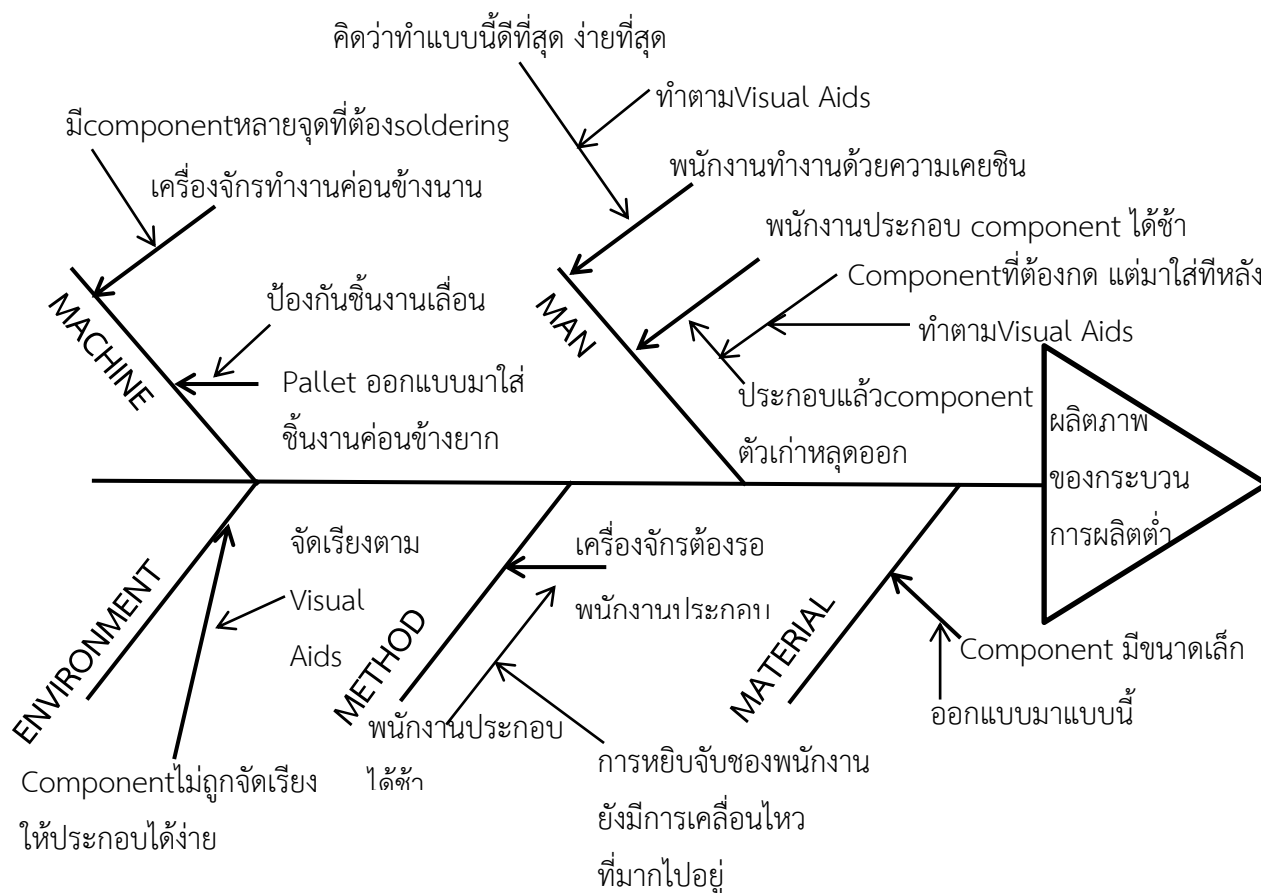 คิดว่าทำแบบนี้ดีที่สุด ง่ายที่สุด
ทำตามVisual Aids
มีcomponentหลายจุดที่ต้องsoldering
พนักงานทำงานด้วยความเคยชิน
เครื่องจักรทำงานค่อนข้างนาน
พนักงานประกอบ component ได้ช้า
Componentที่ต้องกด แต่มาใส่ทีหลัง
ป้องกันชิ้นงานเลื่อน
MACHINE
MAN
ทำตามVisual Aids
Pallet ออกแบบมาใส่
ชิ้นงานค่อนข้างยาก
ประกอบแล้วcomponent
ตัวเก่าหลุดออก
ผลิตภาพ
ของกระบวน
การผลิตต่ำ
จัดเรียงตาม
Visual
Aids
เครื่องจักรต้องรอ
พนักงานประกอบ
ENVIRONMENT
METHOD
MATERIAL
Component มีขนาดเล็ก
ออกแบบมาแบบนี้
พนักงานประกอบ
ได้ช้า
Componentไม่ถูกจัดเรียง
ให้ประกอบได้ง่าย
การหยิบจับชองพนักงาน
ยังมีการเคลื่อนไหว
ที่มากไปอยู่